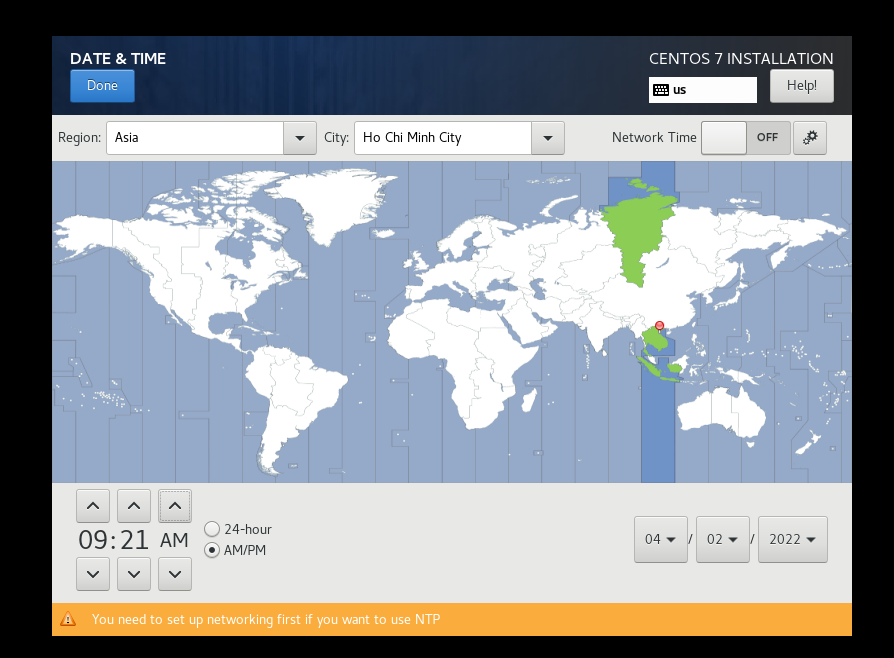 DATE & TIME
CENTOS 7 INSTALLATION
Done
us
Help!
Region: Asia City: Ho Chi Minh City Network Time OFF
09:21 AM
24-hour
AM/PM
04 / 02 / 2022
You need to set up networking first if you want to use NTP